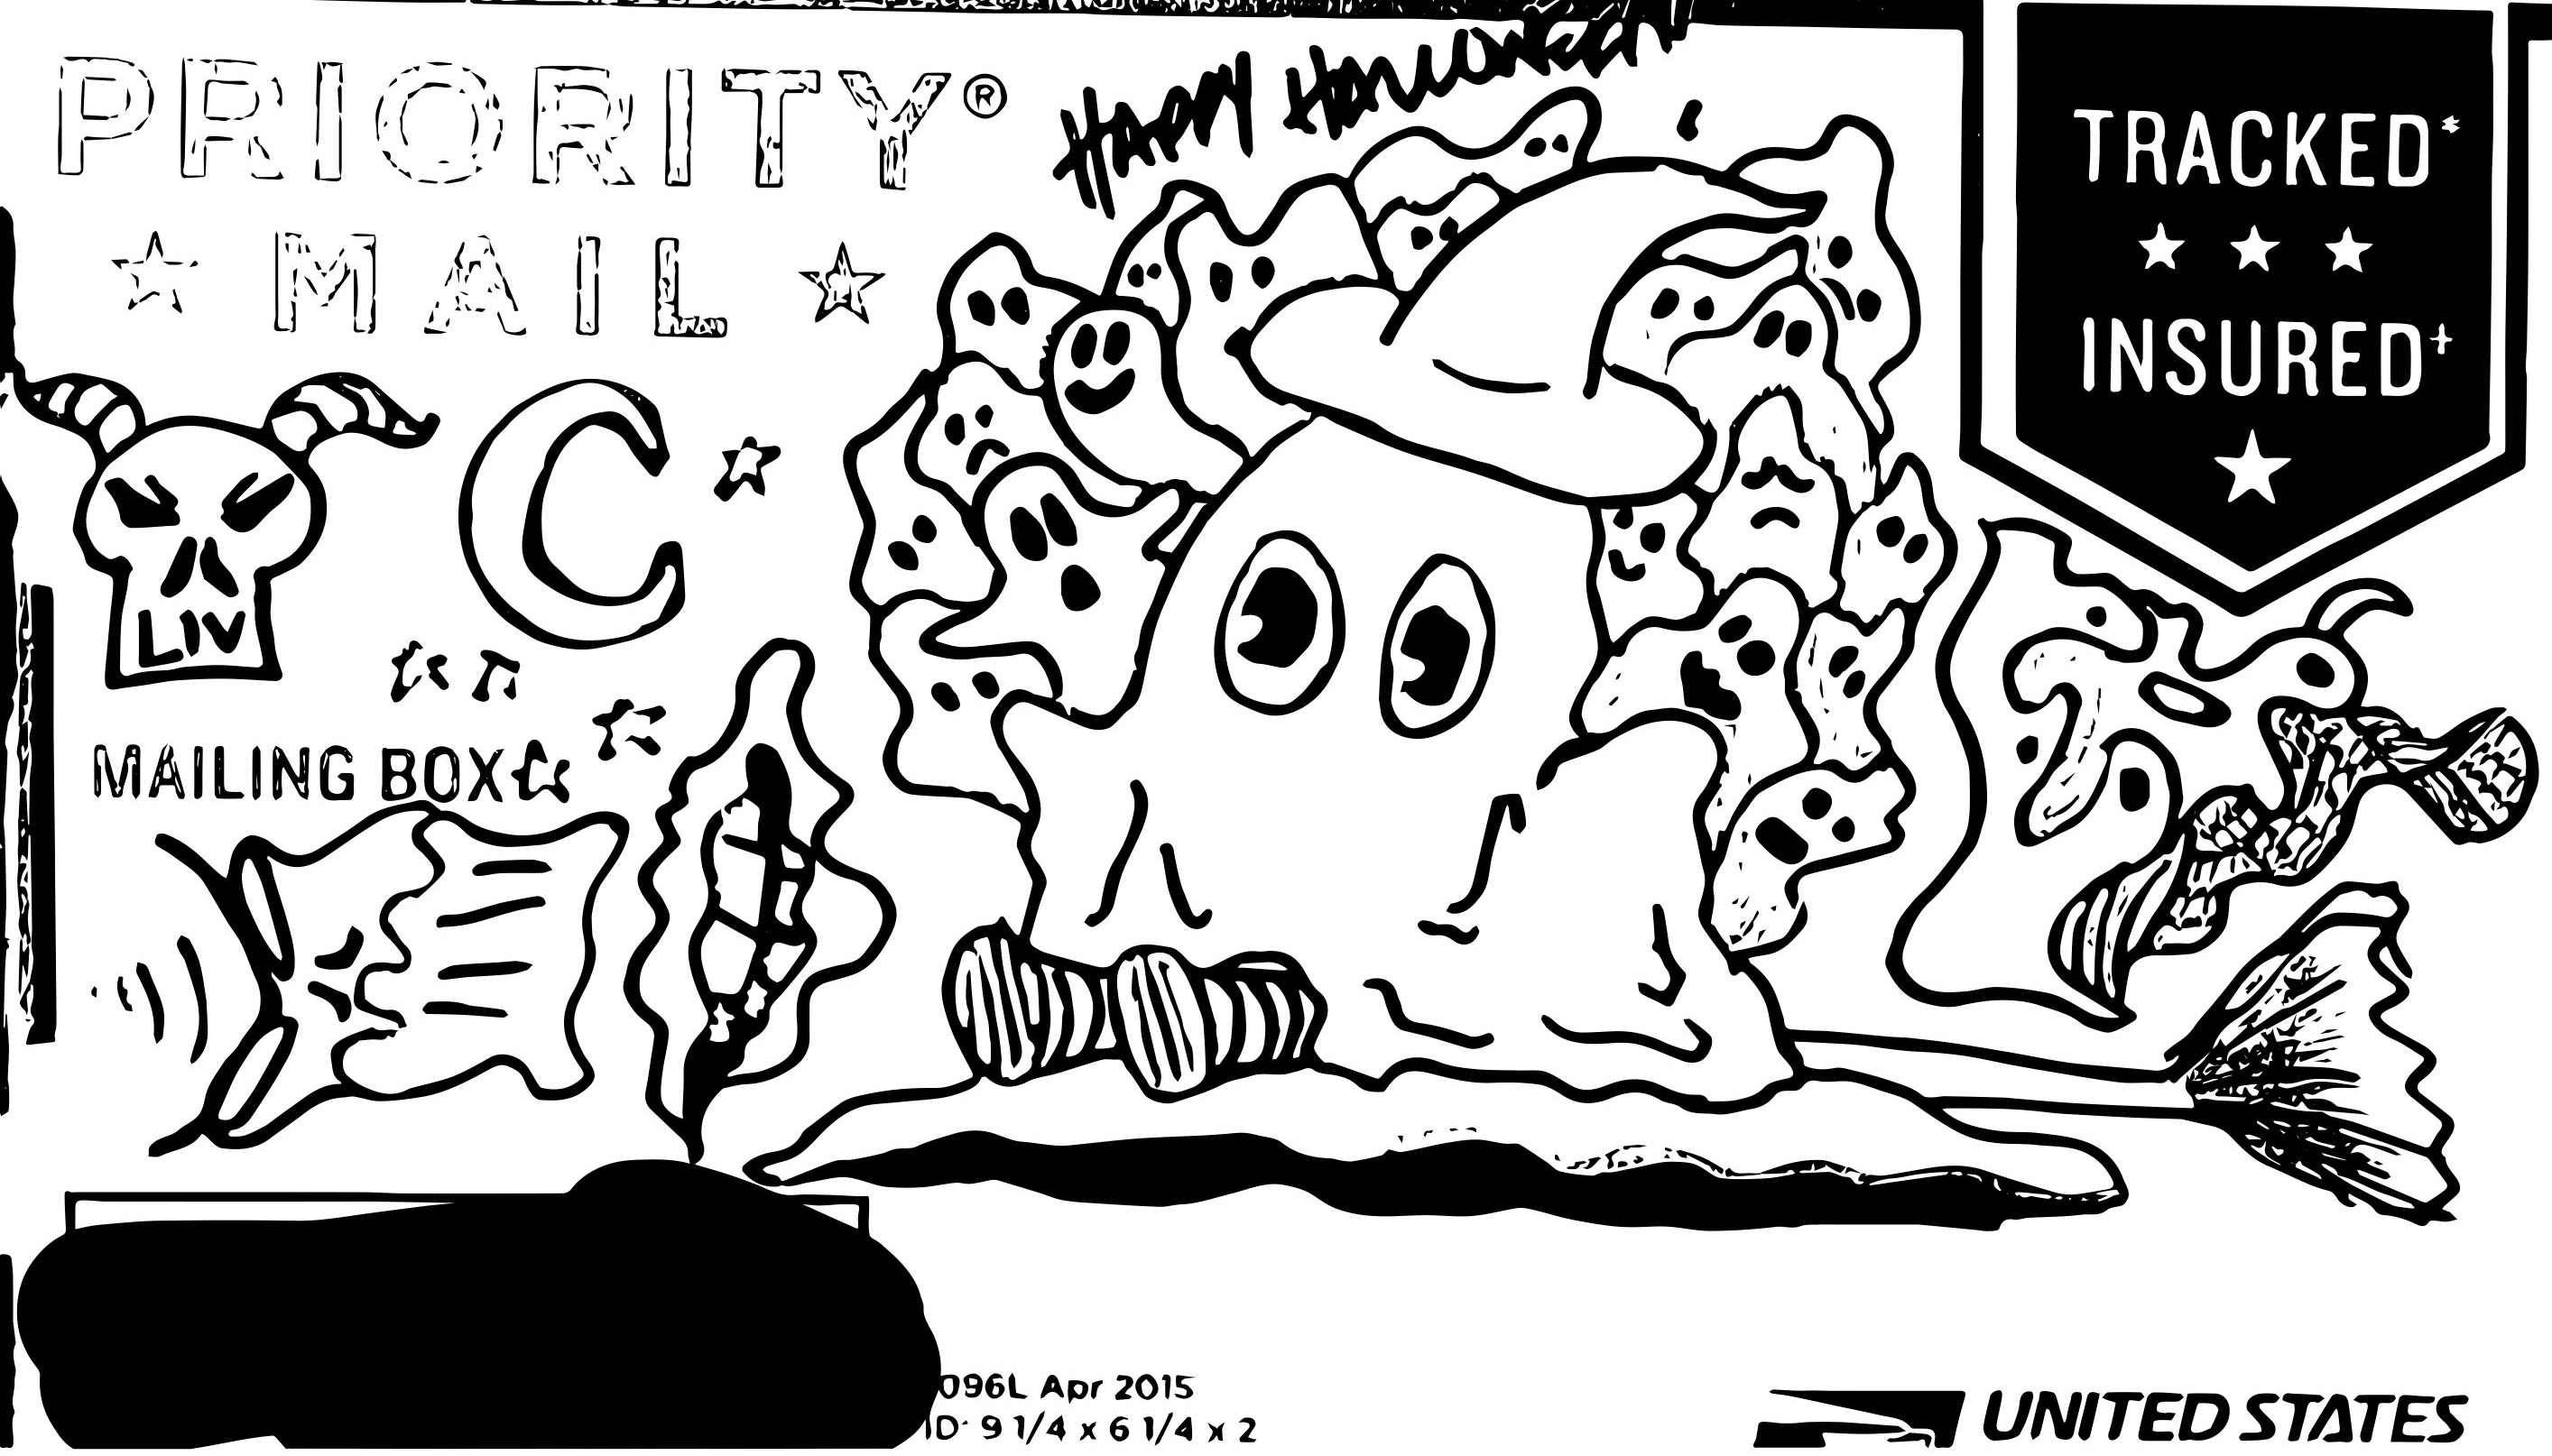 PRIORITY®
★ MAIL ★
HAPPY HALLOWEEN
TRACKED*
★ ★ ★
INSURED+
★
LIV
MAILING BOX
096L Apr 2015
ID: 9 1/4 x 6 1/4 x 2
UNITED STATES